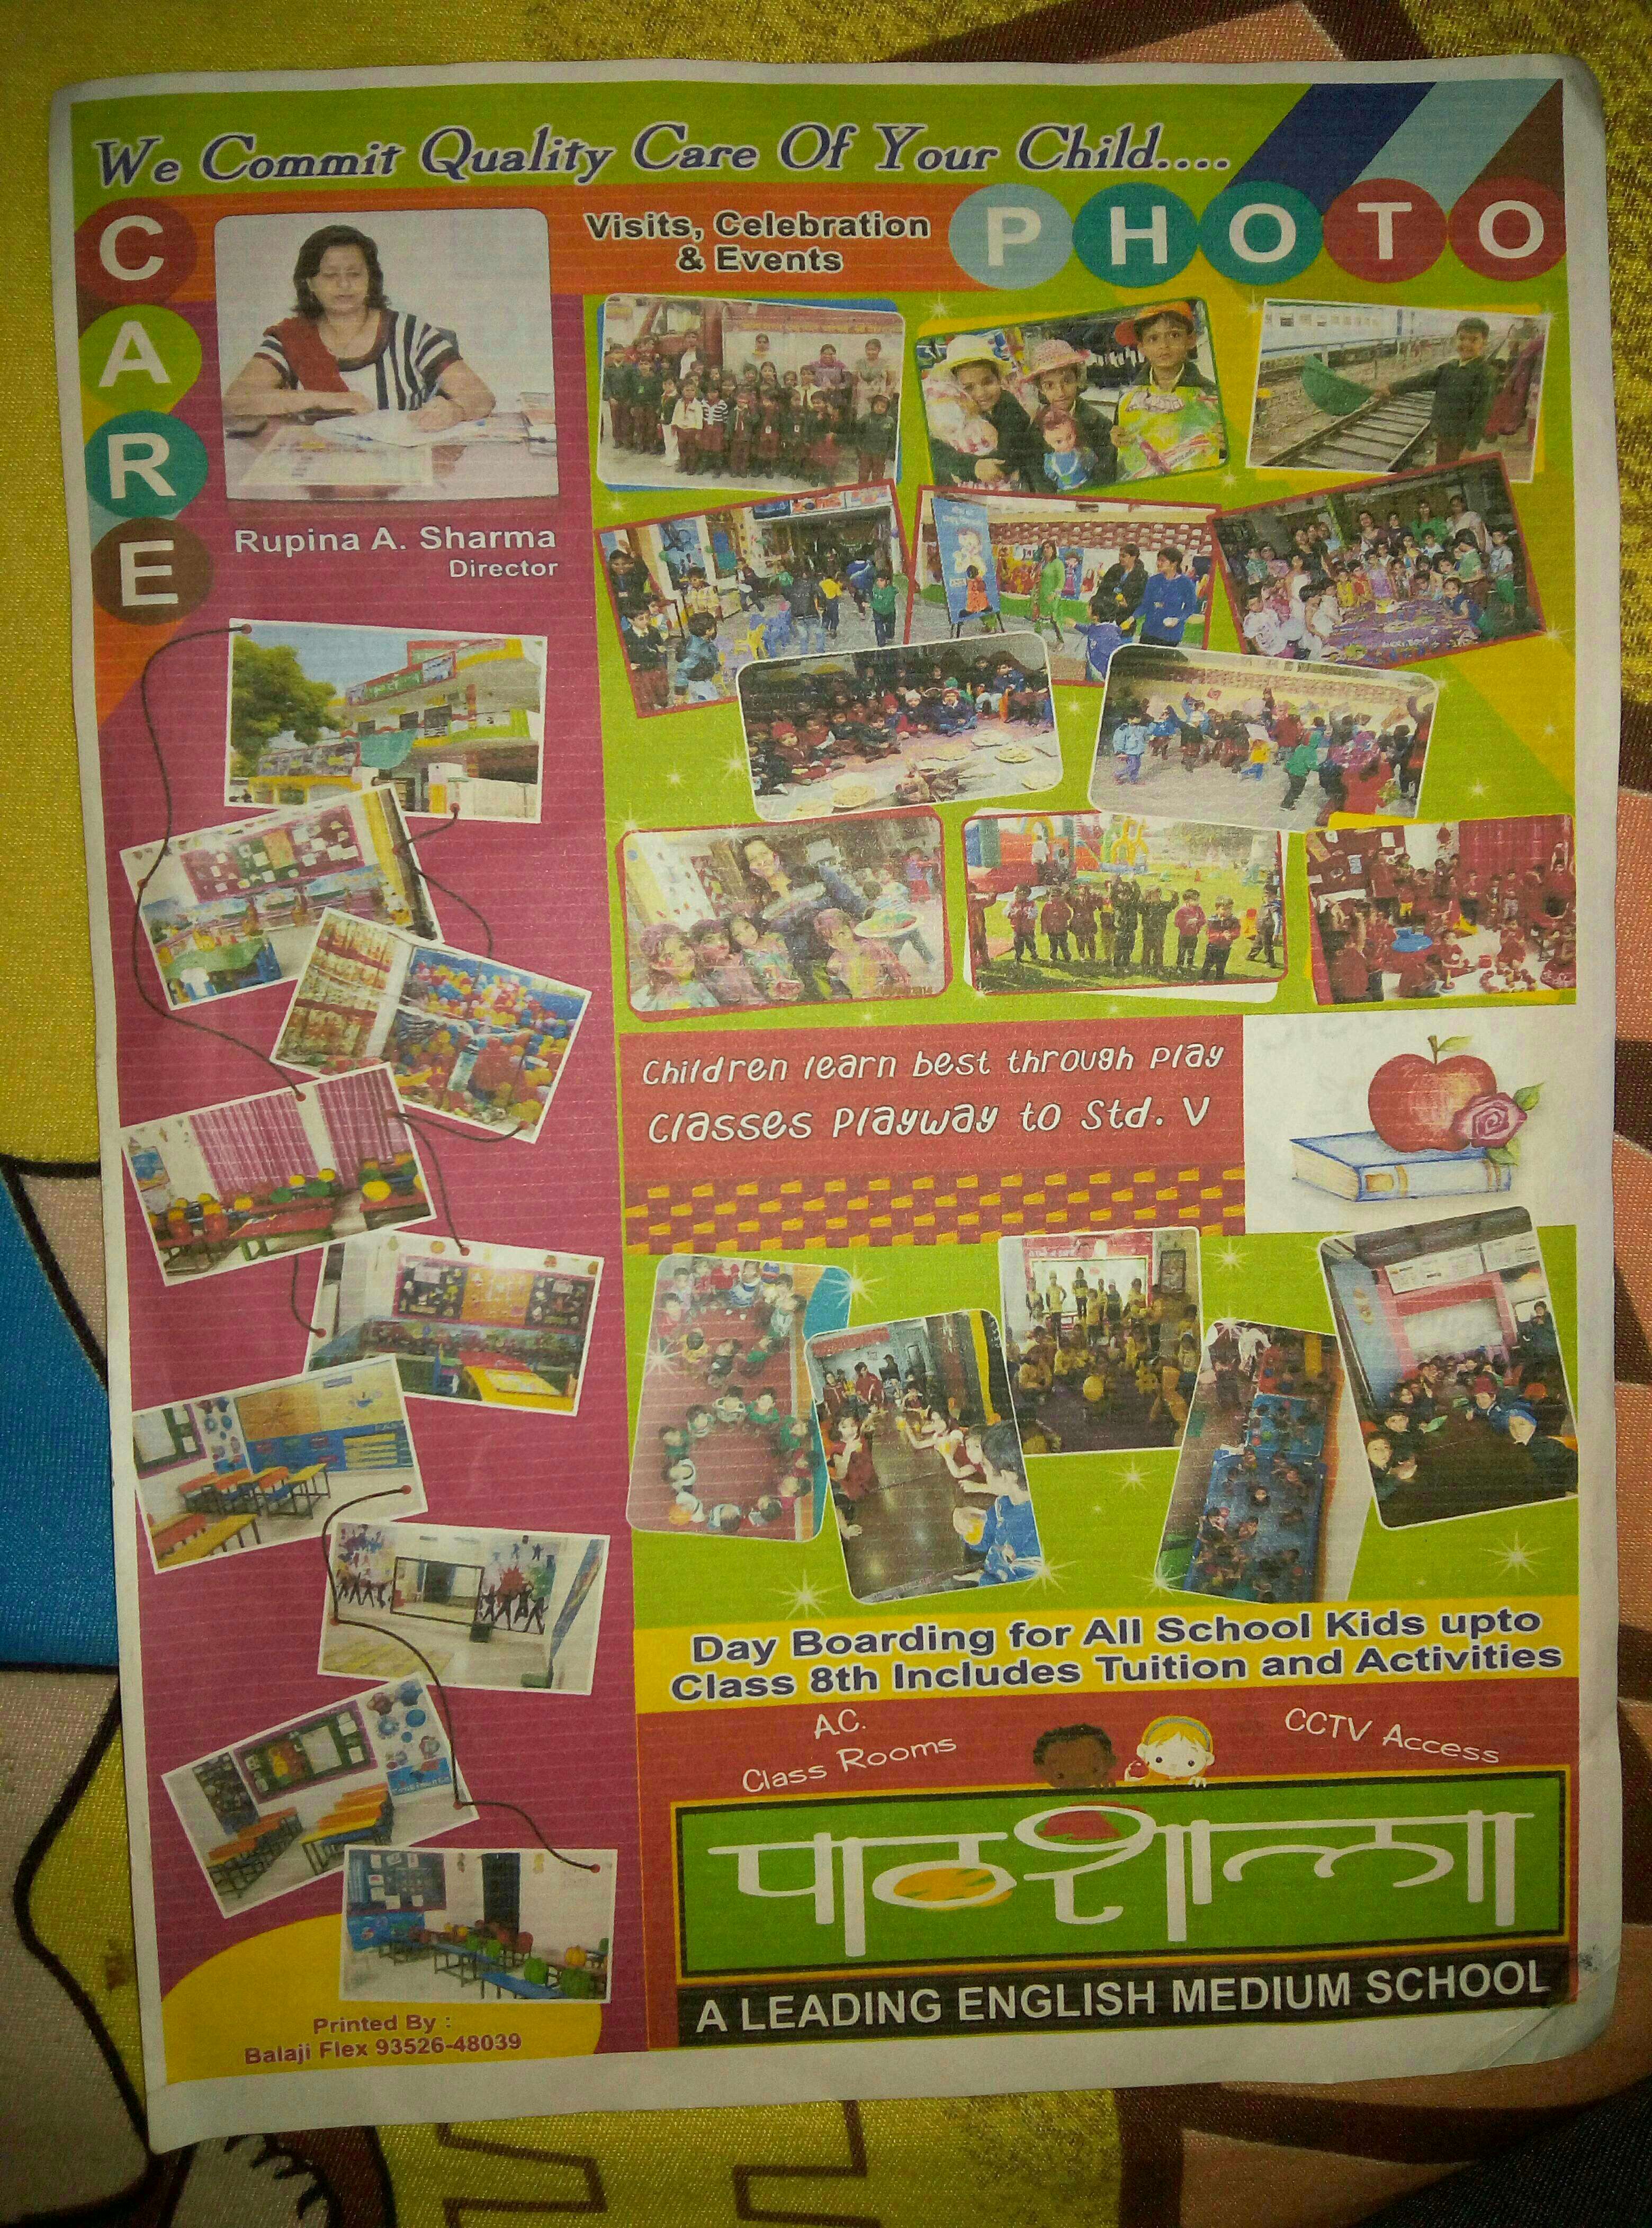 We Commit Quality Care Of Your Child....
CARE
Visits, Celebration
& Events
PHOTO
Rupina A. Sharma
Director
Children learn best through play
Classes Playway to Std. V
Day Boarding for All School Kids upto
Class 8th Includes Tuition and Activities
A.C.
Class Rooms
CCTV Access
पाठशाला
A LEADING ENGLISH MEDIUM SCHOOL
Printed By :
Balaji Flex 93526-48039